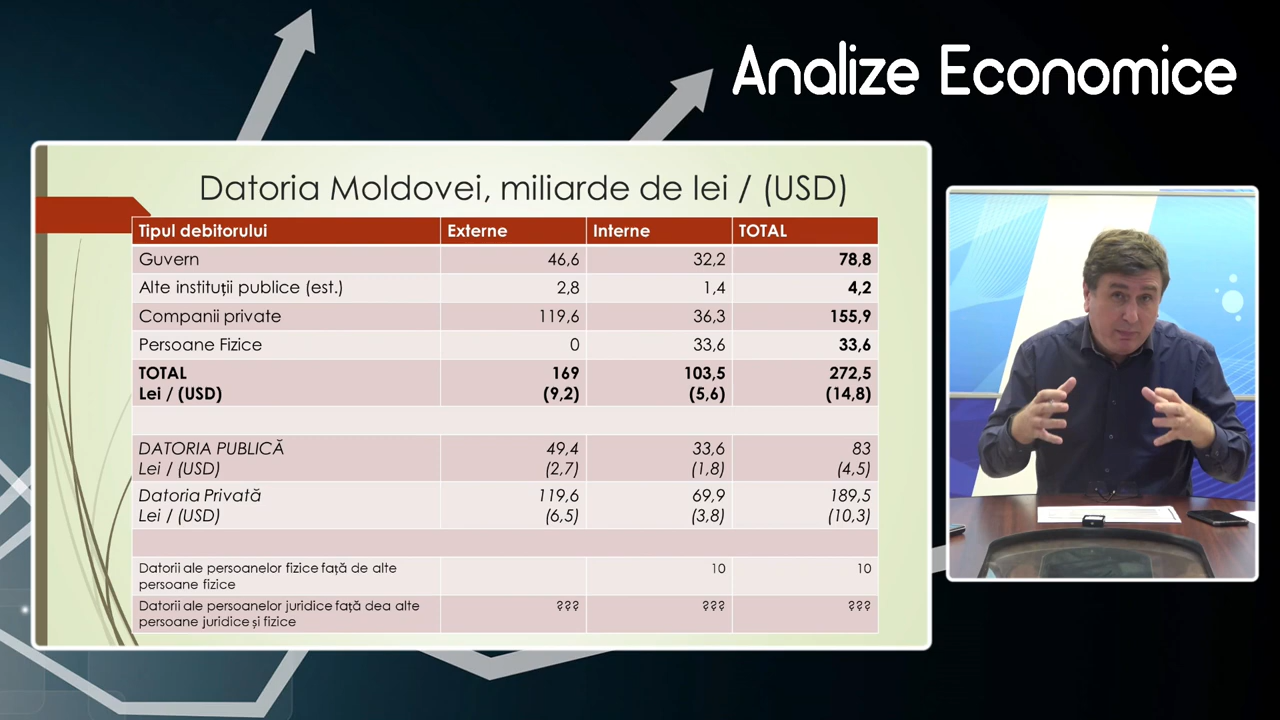 Analize Economice
Datoria Moldovei, miliarde de lei / (USD)
Tipul debitorului Externe Interne TOTAL
Guvern 46,6 32,2 78,8
Alte instituții publice (est.) 2,8 1,4 4,2
Companii private 119,6 36,3 155,9
Persoane Fizice 0 33,6 33,6
TOTAL 169 103,5 272,5
Lei / (USD) (9,2) (5,6) (14,8)
DATORIA PUBLICĂ 49,4 33,6 83
Lei / (USD) (2,7) (1,8) (4,5)
Datoria Privată 119,6 69,9 189,5
Lei / (USD) (6,5) (3,8) (10,3)
Datorii ale persoanelor fizice față de alte 10 10
persoane fizice
Datorii ale persoanelor juridice față dea alte ??? ??? ???
persoane juridice și fizice